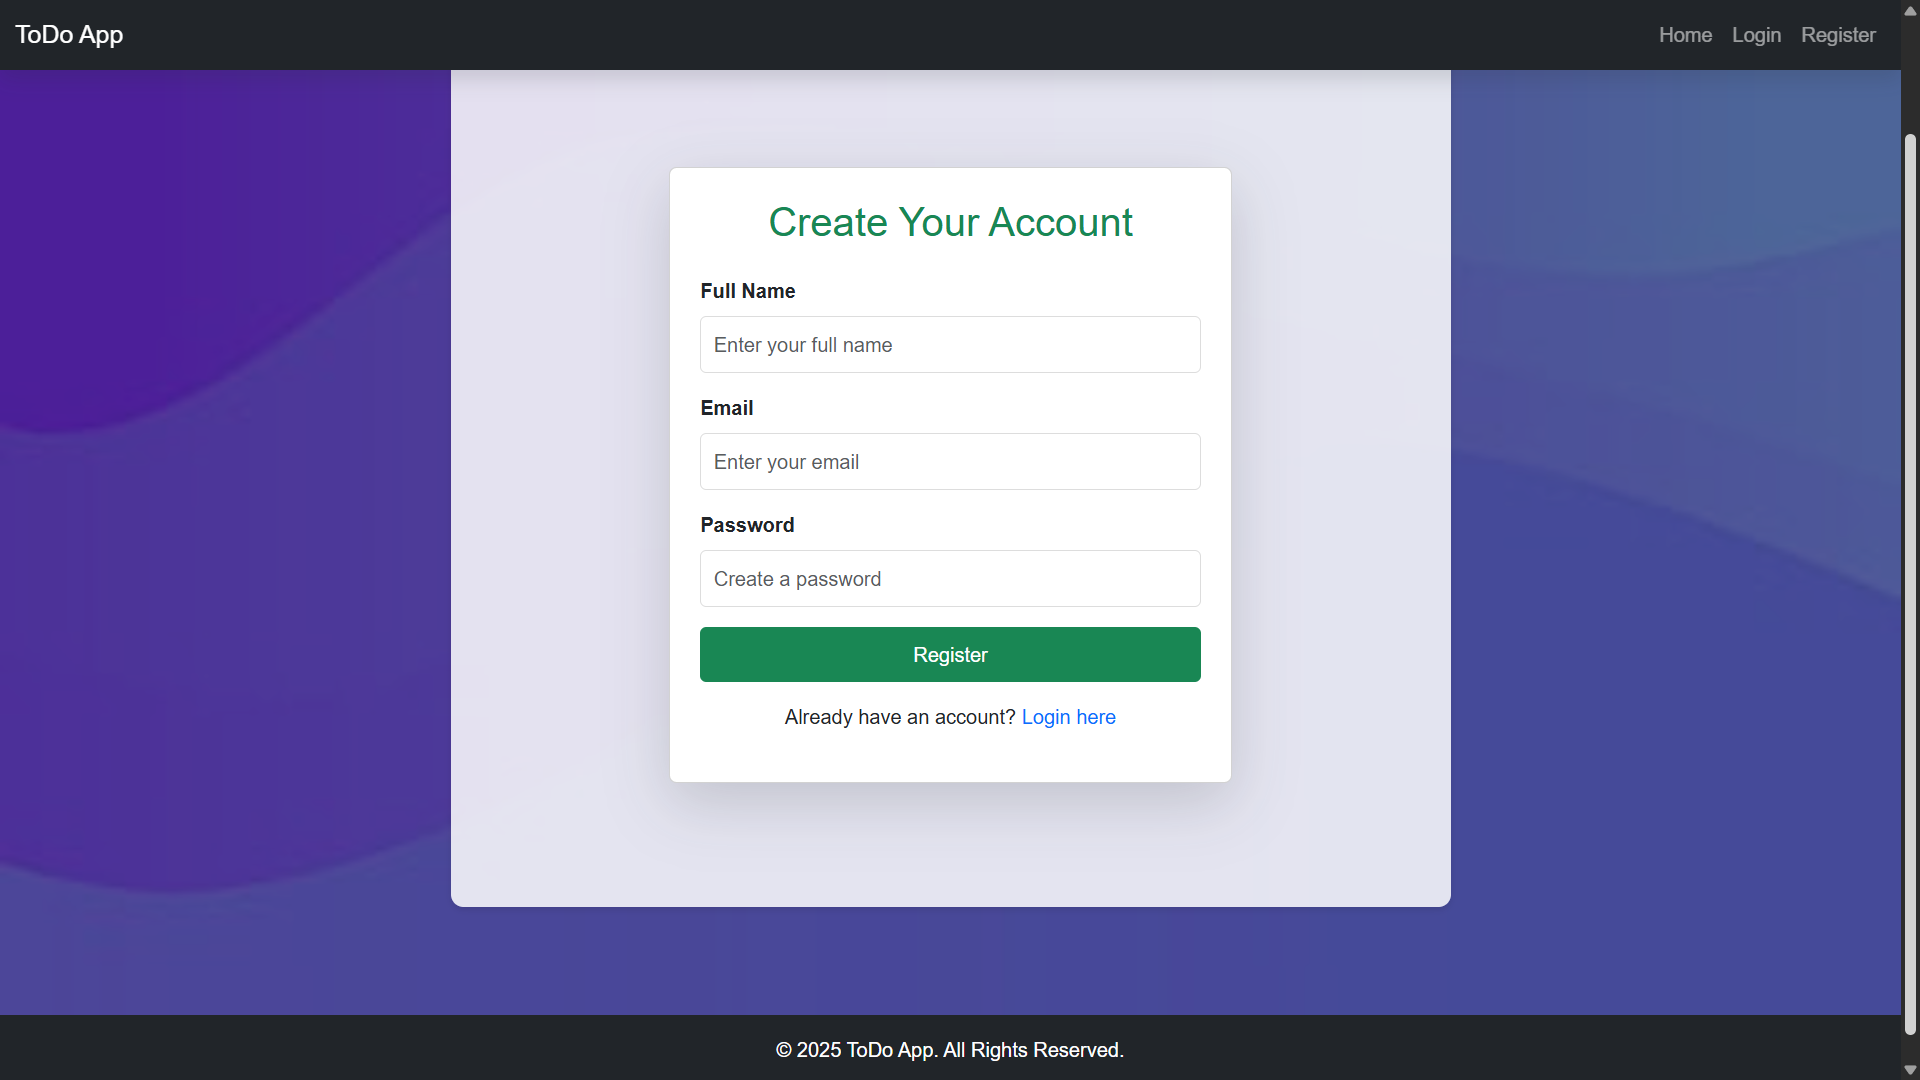 ToDo App
Home Login Register
Create Your Account
Full Name
Enter your full name
Email
Enter your email
Password
Create a password
Register
Already have an account? Login here
© 2025 ToDo App. All Rights Reserved.